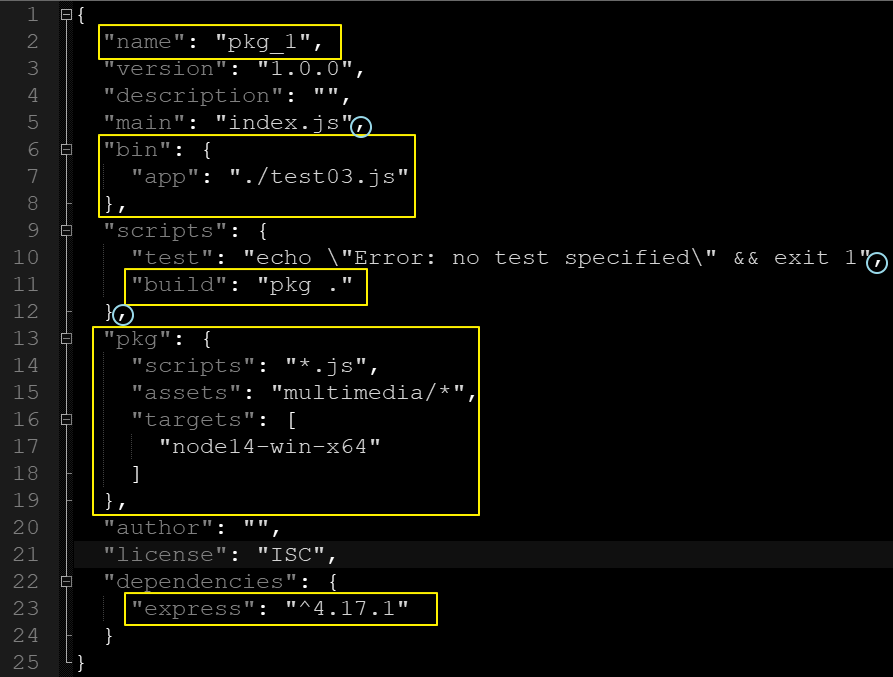 1 {
2 "name": "pkg_1",
3 "version": "1.0.0",
4 "description": "",
5 "main": "index.js",
6 "bin": {
7 "app": "./test03.js"
8 },
9 "scripts": {
10 "test": "echo \"Error: no test specified\" && exit 1",
11 "build": "pkg ."
12 },
13 "pkg": {
14 "scripts": "*.js",
15 "assets": "multimedia/*",
16 "targets": [
17 "node14-win-x64"
18 ]
19 },
20 "author": "",
21 "license": "ISC",
22 "dependencies": {
23 "express": "^4.17.1"
24 }
25 }